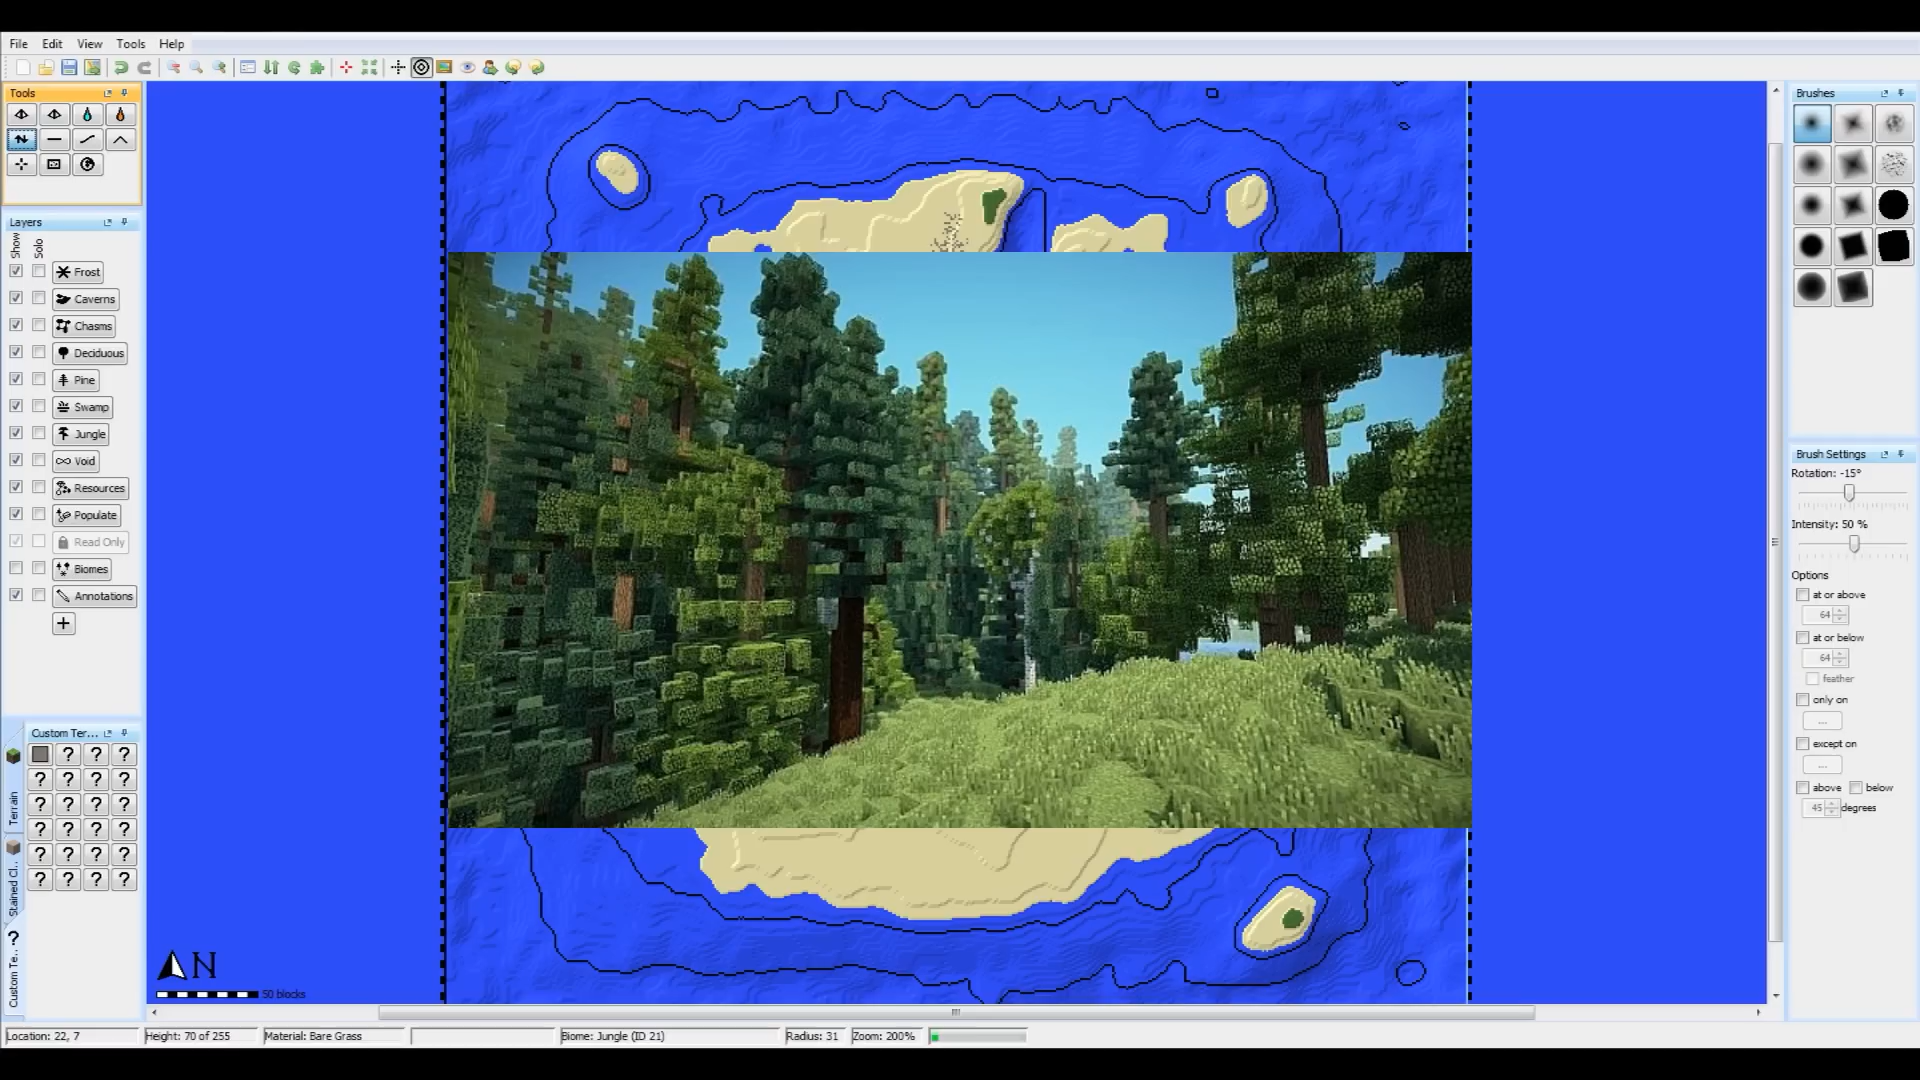 File Edit View Tools Help
Tools
Brushes
Layers
Show
Solo
Frost
Caverns
Chasms
Deciduous
Pine
Swamp
Jungle
Void
Resources
Populate
Read Only
Biomes
Annotations
+
Brush Settings
Rotation: -15°
Intensity: 50 %
Options
at or above
64
at or below
64
feather
only on
...
except on
...
above below
45 degrees
Custom Ter...
? ? ?
? ? ? ?
? ? ? ?
? ? ? ?
? ? ? ?
? ? ? ?
Terrain
Stained Cl...
?
Custom Te...
N
50 blocks
Location: 22, 7 Height: 70 of 255 Material: Bare Grass Biome: Jungle (ID 21) Radius: 31 Zoom: 200%